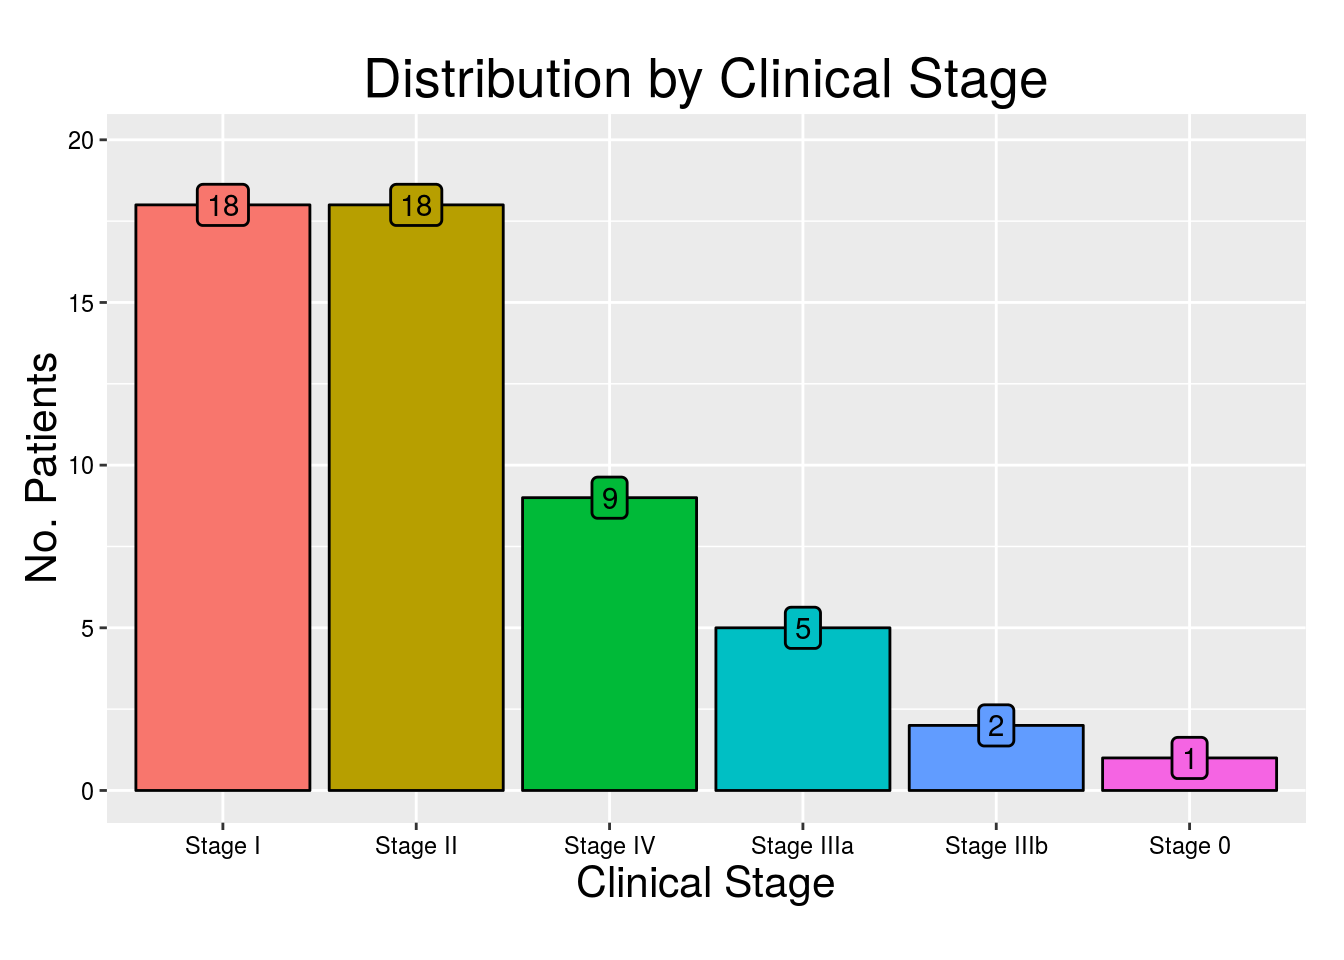 Distribution by Clinical Stage
No. Patients
20
15
10
5
0
18
18
9
5
2
1
Stage I
Stage II
Stage IV
Stage IIIa
Stage IIIb
Stage 0
Clinical Stage